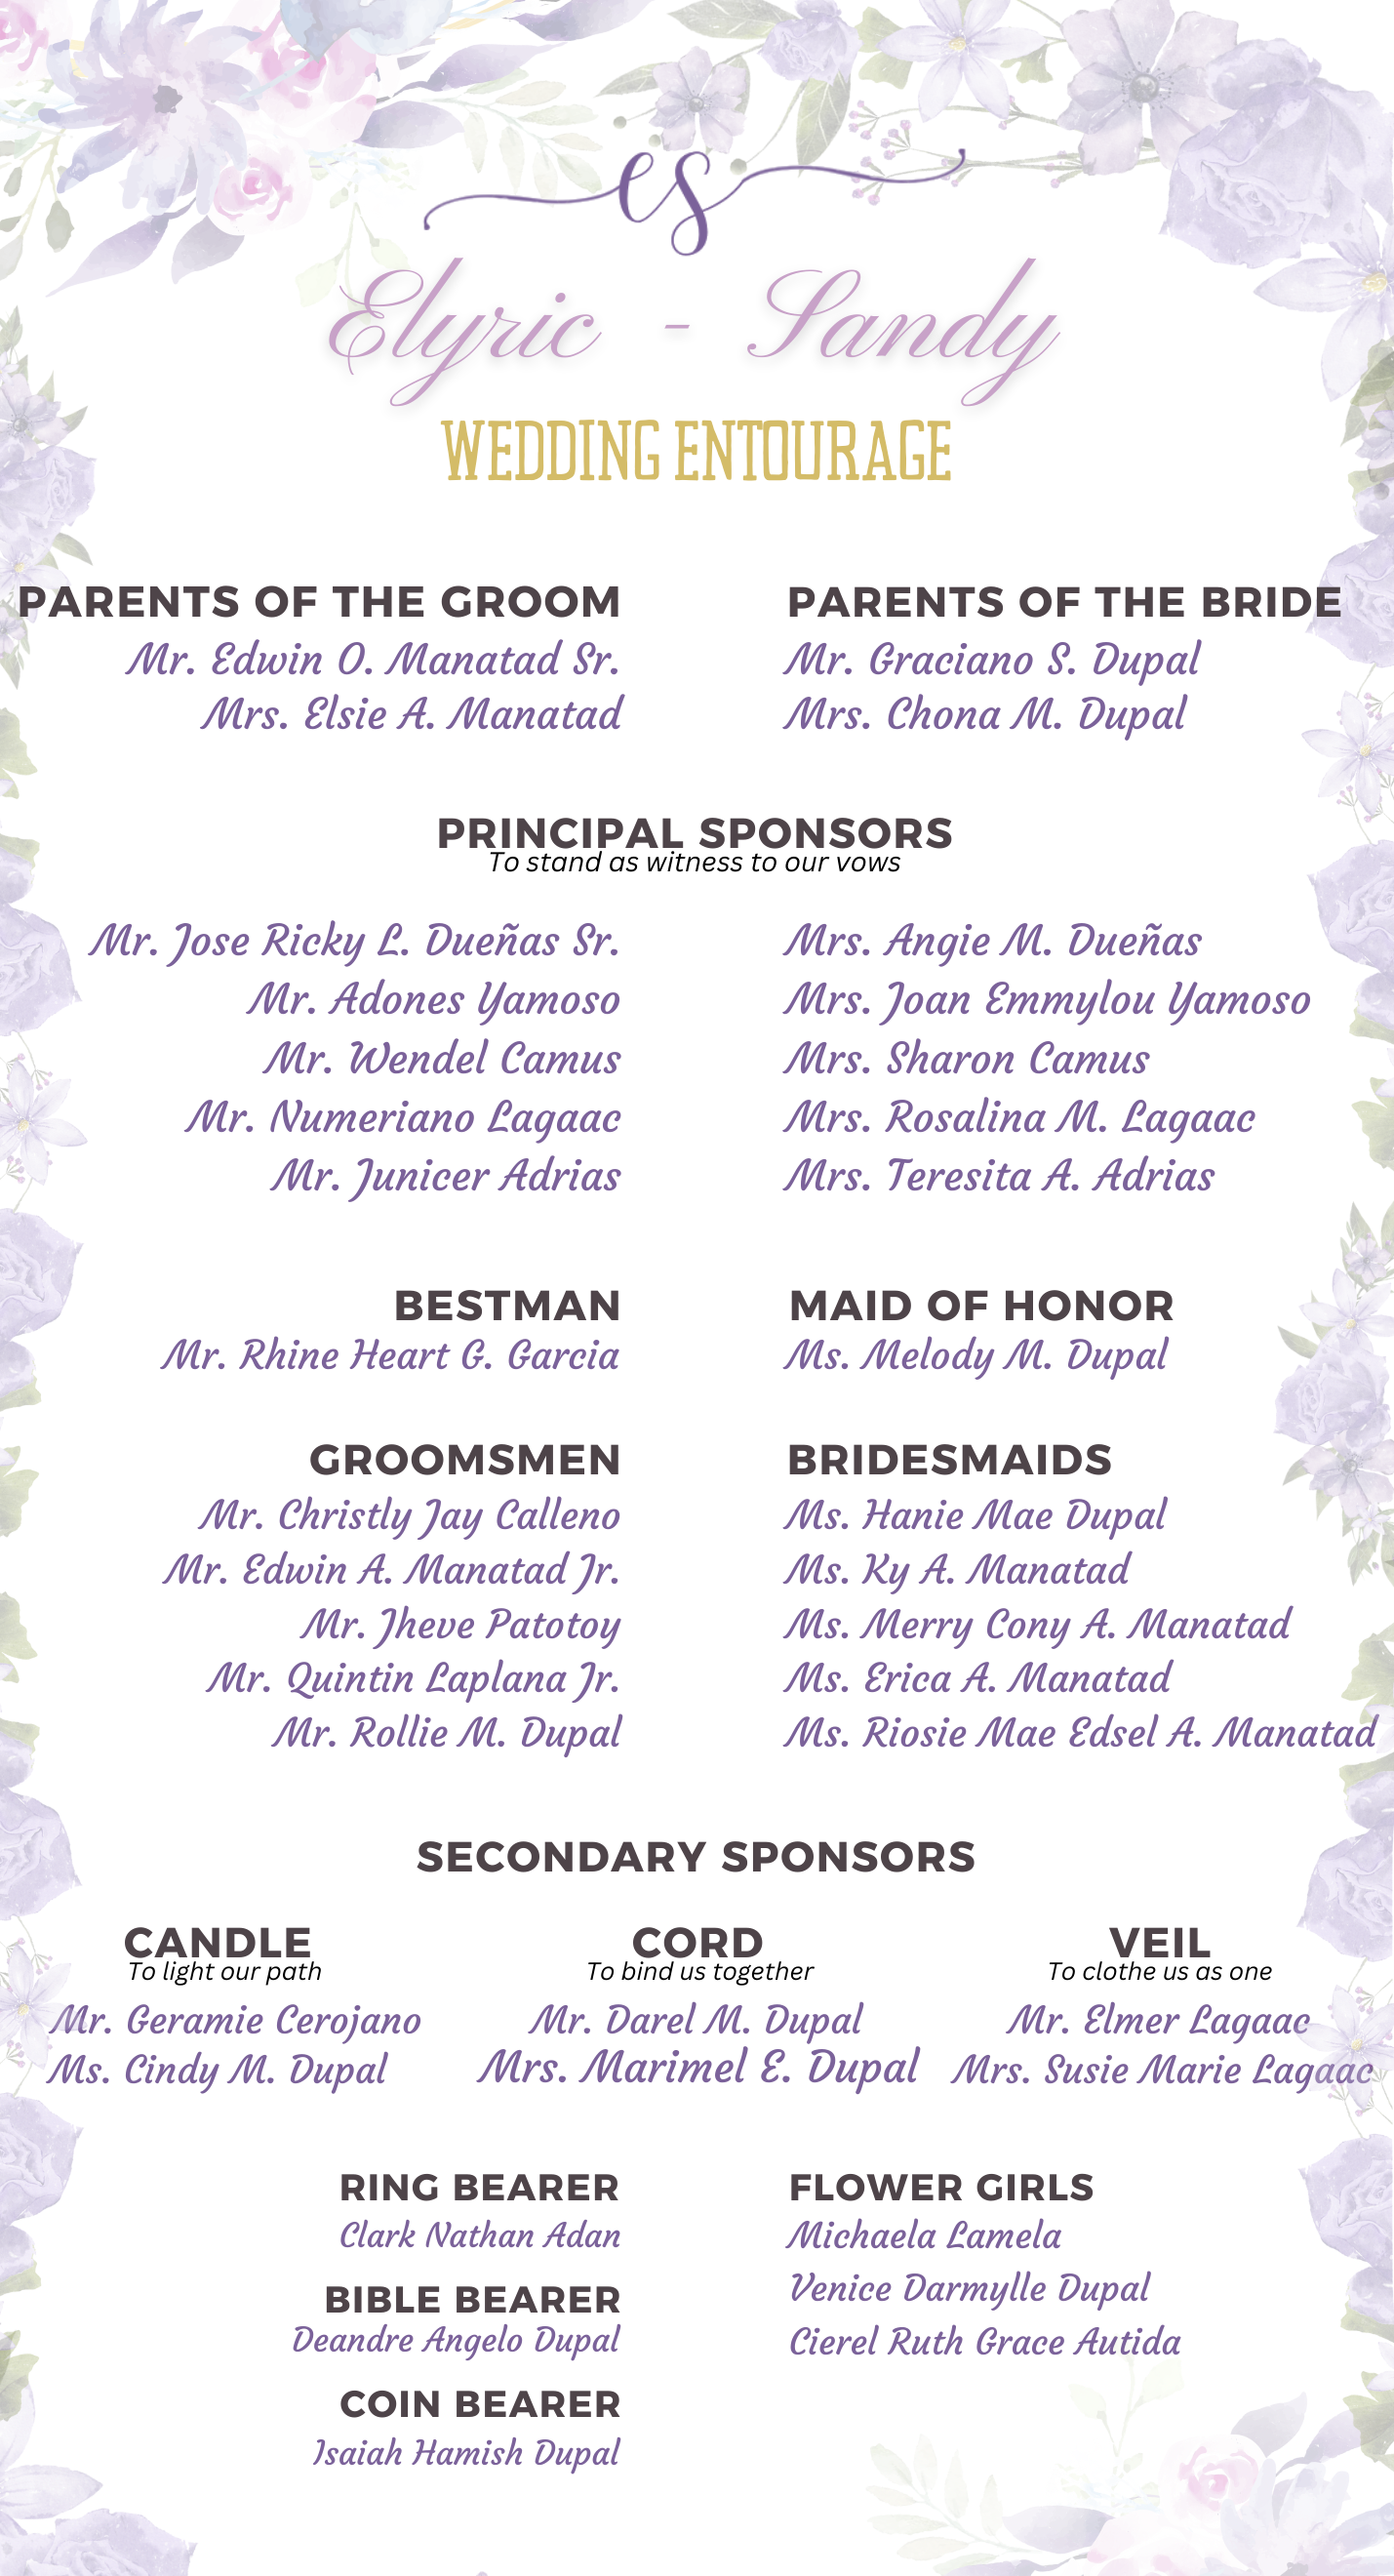 es
Elyric - Sandy
WEDDING ENTOURAGE
PARENTS OF THE GROOM
Mr. Edwin O. Manatad Sr.
Mrs. Elsie A. Manatad
PARENTS OF THE BRIDE
Mr. Graciano S. Dupal
Mrs. Chona M. Dupal
PRINCIPAL SPONSORS
To stand as witness to our vows
Mr. Jose Ricky L. Dueñas Sr.
Mr. Adones Yamoso
Mr. Wendel Camus
Mr. Numeriano Lagaac
Mr. Junicer Adrias
Mrs. Angie M. Dueñas
Mrs. Joan Emmylou Yamoso
Mrs. Sharon Camus
Mrs. Rosalina M. Lagaac
Mrs. Teresita A. Adrias
BESTMAN
Mr. Rhine Heart G. Garcia
MAID OF HONOR
Ms. Melody M. Dupal
GROOMSMEN
Mr. Christly Jay Calleno
Mr. Edwin A. Manatad Jr.
Mr. Jheve Patotoy
Mr. Quintin Laplana Jr.
Mr. Rollie M. Dupal
BRIDESMAIDS
Ms. Hanie Mae Dupal
Ms. Ky A. Manatad
Ms. Merry Cony A. Manatad
Ms. Erica A. Manatad
Ms. Riosie Mae Edsel A. Manatad
SECONDARY SPONSORS
CANDLE
To light our path
Mr. Geramie Cerojano
Ms. Cindy M. Dupal
CORD
To bind us together
Mr. Darel M. Dupal
Mrs. Marimel E. Dupal
VEIL
To clothe us as one
Mr. Elmer Lagaac
Mrs. Susie Marie Lagaac
RING BEARER
Clark Nathan Adan
BIBLE BEARER
Deandre Angelo Dupal
COIN BEARER
Isaiah Hamish Dupal
FLOWER GIRLS
Michaela Lamela
Venice Darmylle Dupal
Cierel Ruth Grace Autida